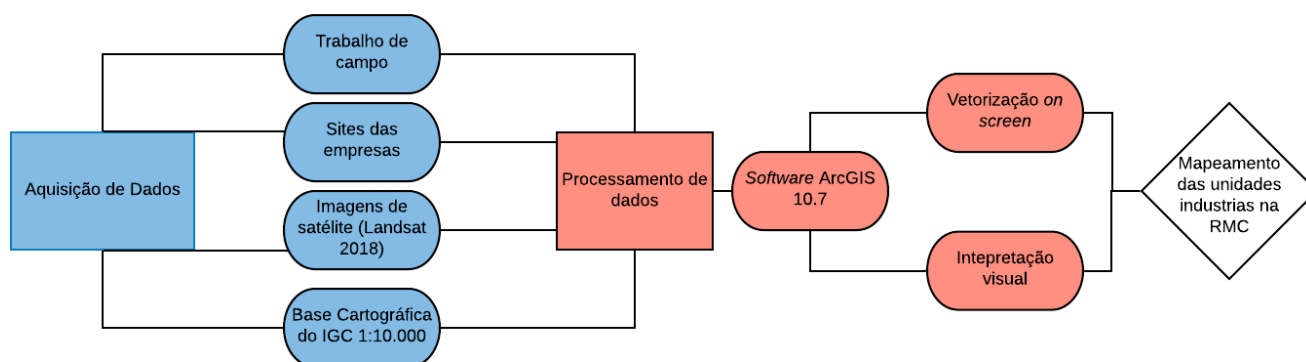 Trabalho de
campo
Sites das
empresas
Aquisição de Dados
Imagens de
satélite (Landsat
2018)
Base Cartográfica
do IGC 1:10.000
Processamento de
dados
Software ArcGIS
10.7
Vetorização on
screen
Intepretação
visual
Mapeamento
das unidades
industrias na
RMC